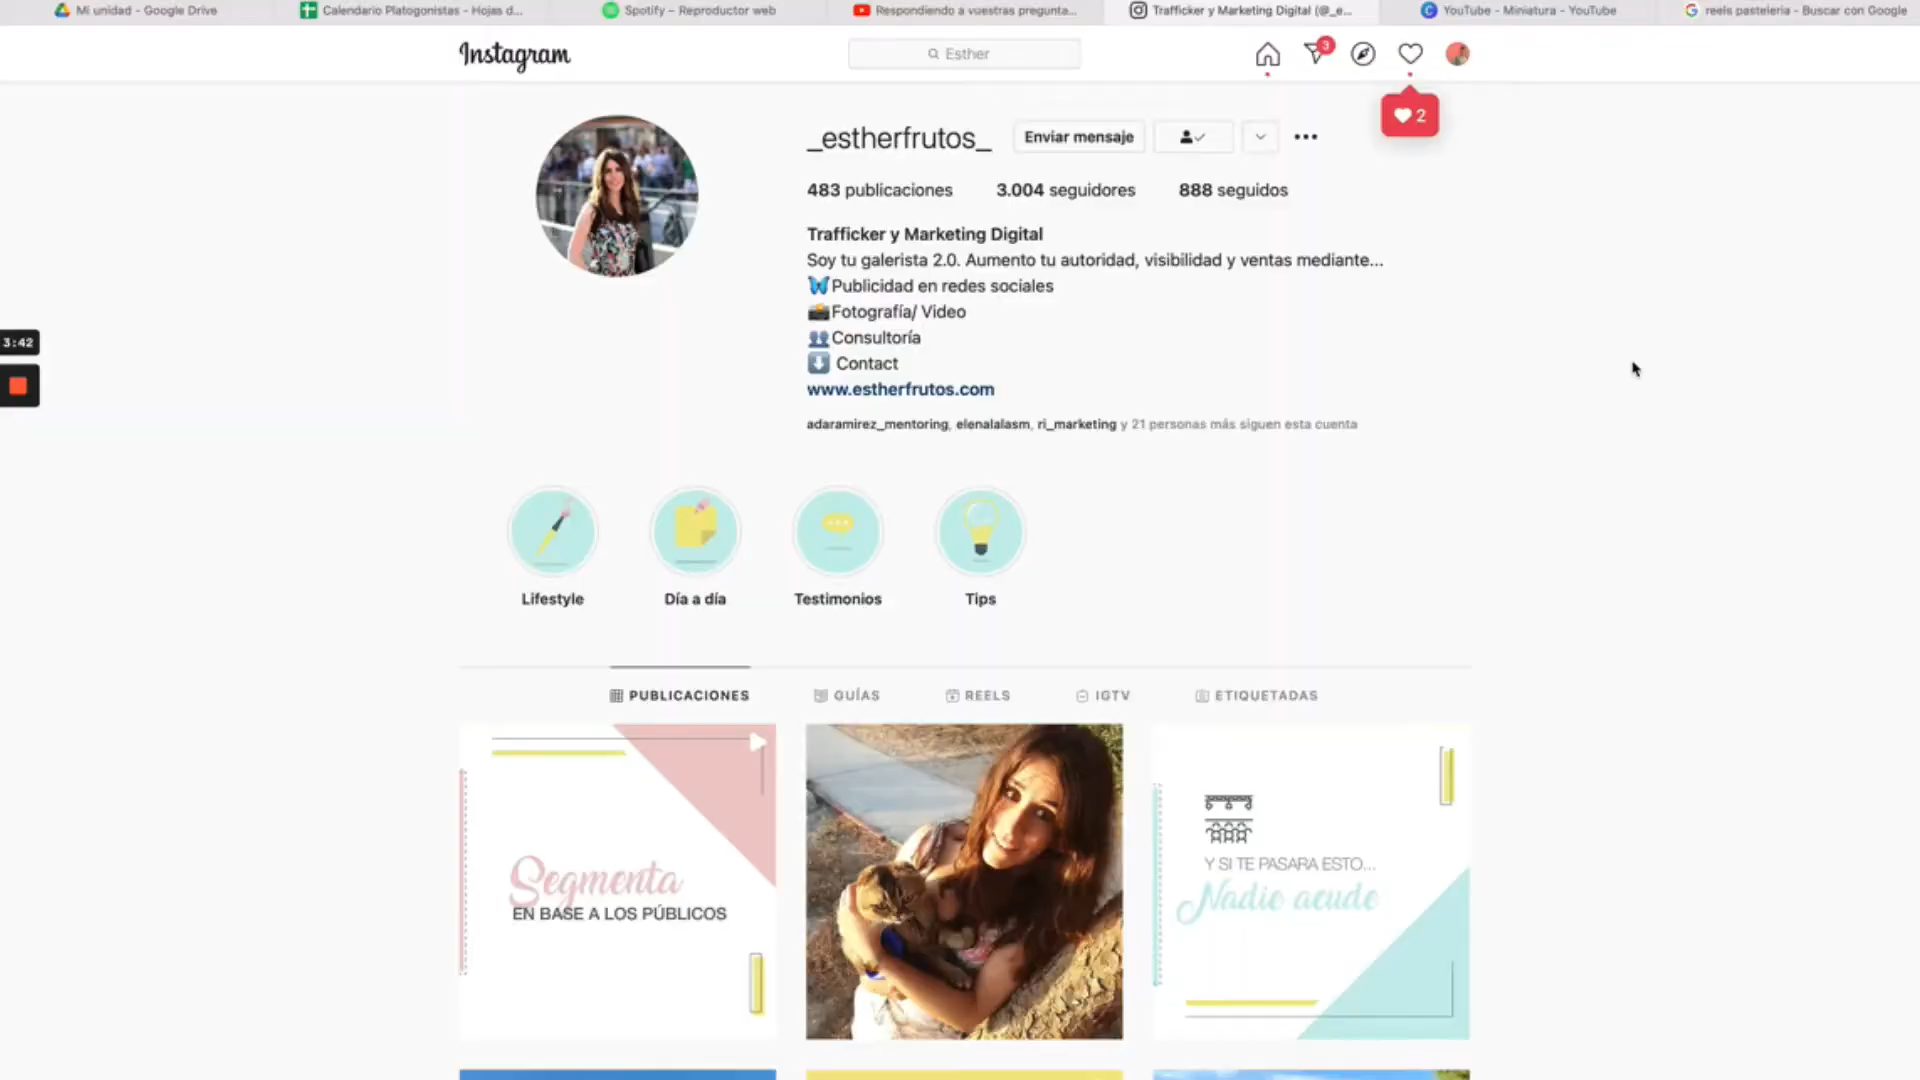 Mi unidad - Google Drive
Calendario Platogonistas - Hojas d...
Spotify – Reproductor web
Respondiendo a vuestras pregunta...
Trafficker y Marketing Digital (@_e...
YouTube - Miniatura - YouTube
reels pasteleria - Buscar con Google
Instagram
Esther
3
2
_estherfrutos_
Enviar mensaje
483 publicaciones
3.004 seguidores
888 seguidos
Trafficker y Marketing Digital
Soy tu galerista 2.0. Aumento tu autoridad, visibilidad y ventas mediante...
Publicidad en redes sociales
Fotografía/ Video
Consultoría
Contact
www.estherfrutos.com
adaramirez_mentoring, elenalalasm, ri_marketing y 21 personas más siguen esta cuenta
3:42
Lifestyle
Día a día
Testimonios
Tips
PUBLICACIONES
GUÍAS
REELS
IGTV
ETIQUETADAS
Segmenta
EN BASE A LOS PÚBLICOS
Y SI TE PASARA ESTO...
Nadie acude